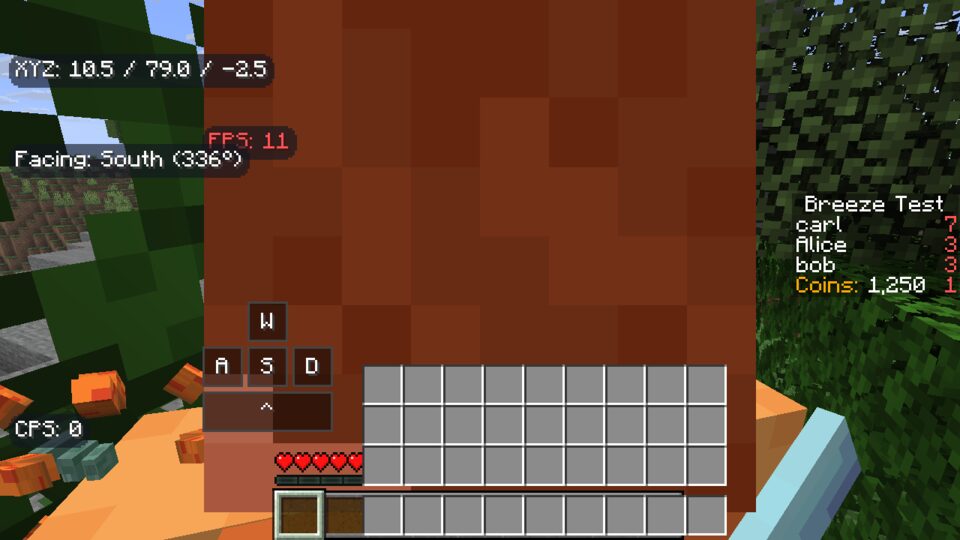 XYZ: 10.5 / 79.0 / -2.5
FPS: 11
Facing: South (336º)
Breeze Test
carl 7
Alice 3
bob 3
Coins: 1,250 1
W
A S D
^
CPS: 0